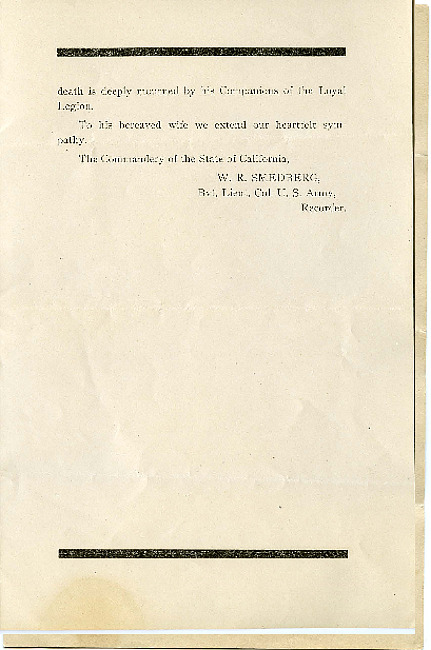 death is deeply mourned by his Companions of the Loyal
Legion.
To his bereaved wife we extend our heartfelt sym
pathy.
The Commandery of the State of California,
W. R. SMEDBERG,
Bvt. Lieut. Col. U. S. Army,
Recorder.